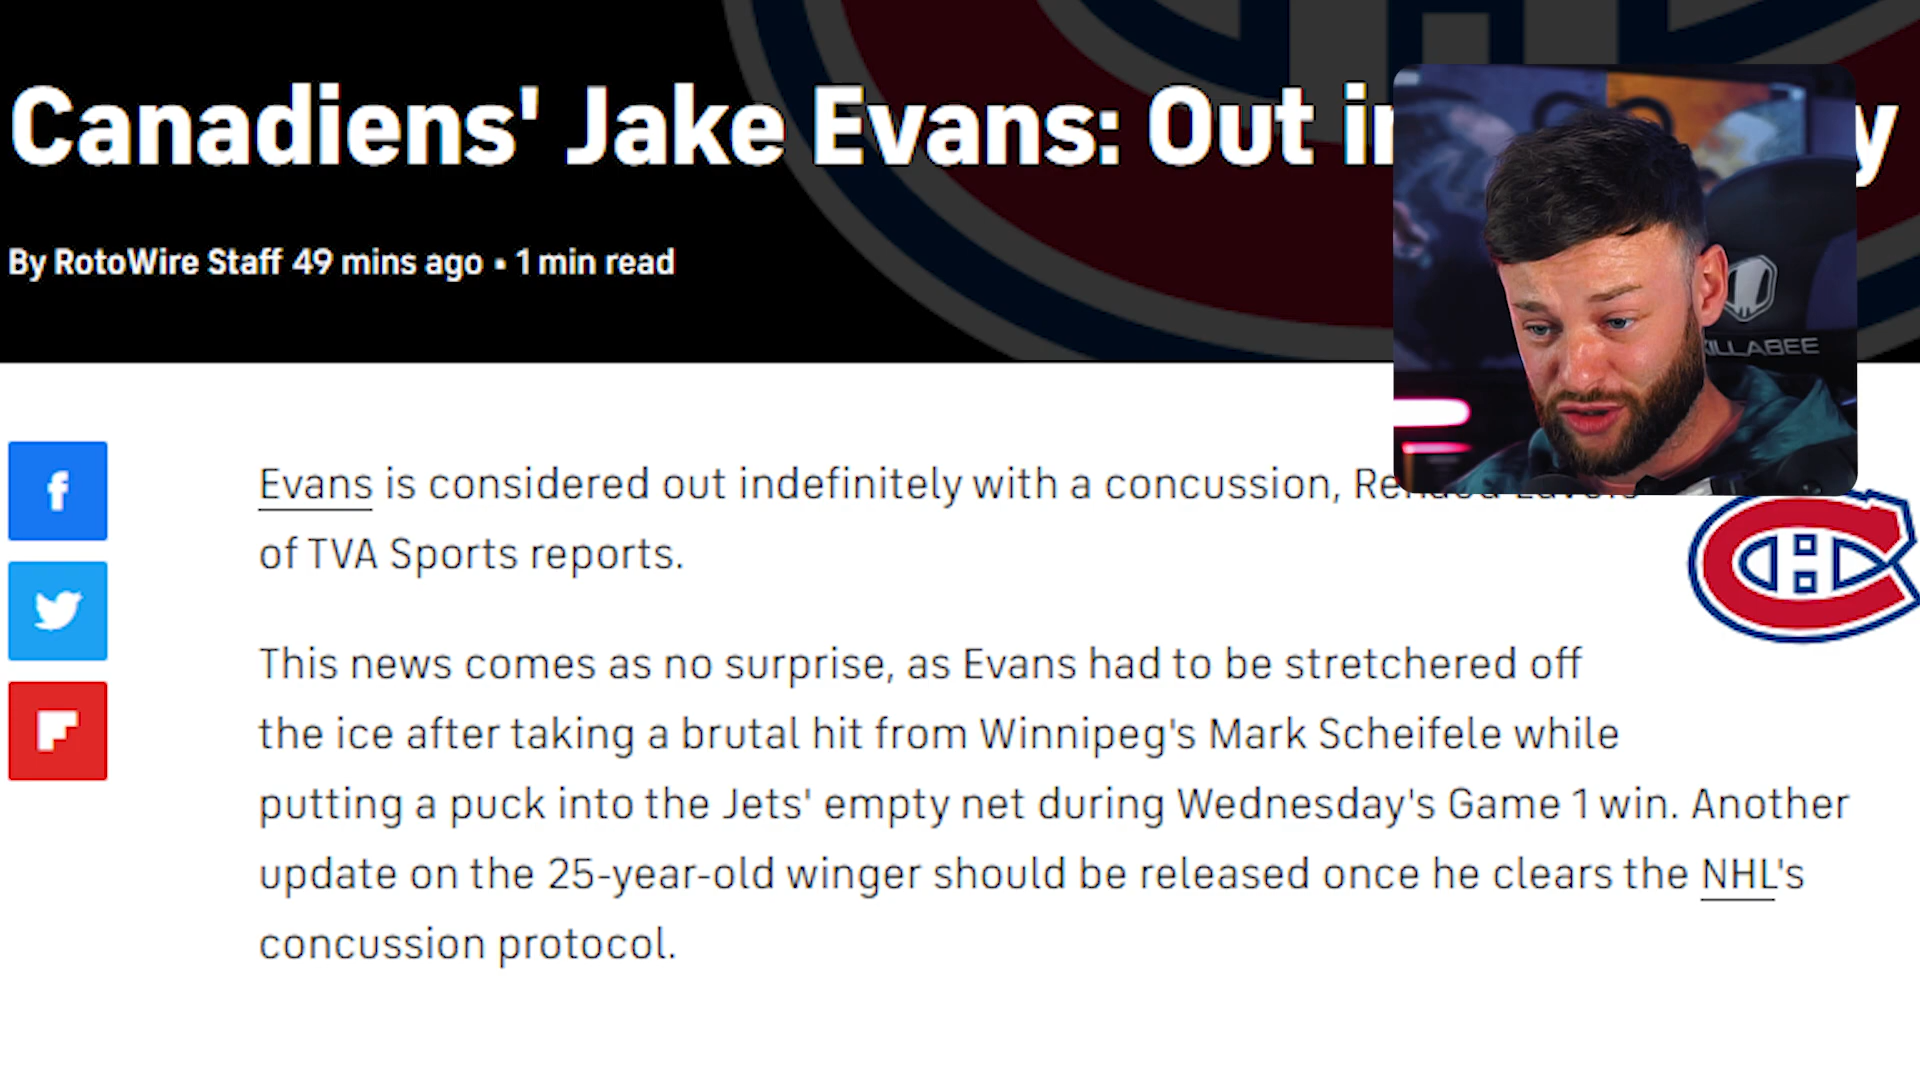 Canadiens' Jake Evans: Out
By RotoWire Staff 49 mins ago • 1 min read
KILLABEE
Evans is considered out indefinitely with a concussion,
of TVA Sports reports.
This news comes as no surprise, as Evans had to be stretchered off
the ice after taking a brutal hit from Winnipeg's Mark Scheifele while
putting a puck into the Jets' empty net during Wednesday's Game 1 win. Another
update on the 25-year-old winger should be released once he clears the NHL's
concussion protocol.